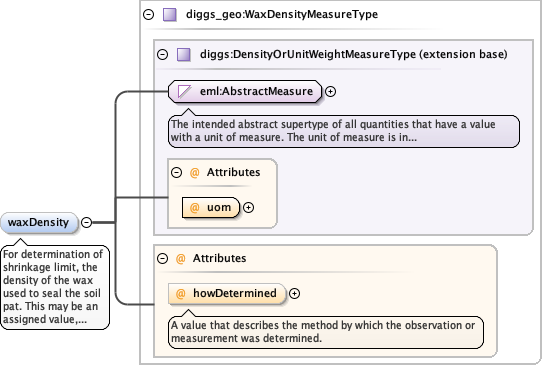 diggs_geo:WaxDensityMeasureType
diggs:DensityOrUnitWeightMeasureType (extension base)
eml:AbstractMeasure
The intended abstract supertype of all quantities that have a value
with a unit of measure. The unit of measure is in...
@ Attributes
@ uom
waxDensity
For determination of
shrinkage limit, the
density of the wax
used to seal the soil
pat. This may be an
assigned value,...
@ Attributes
@ howDetermined
A value that describes the method by which the observation or
measurement was determined.